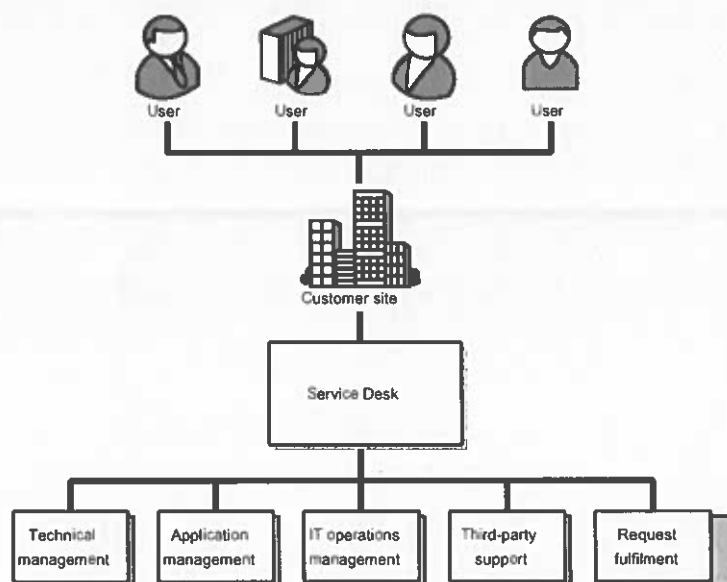 User
User
User
User
Customer site
Service Desk
Technical
management
Application
management
IT operations
management
Third-party
support
Request
fulfilment